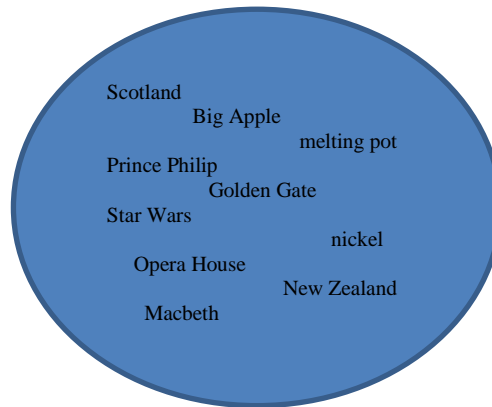 Scotland
Big Apple
melting pot
Prince Philip
Golden Gate
Star Wars
nickel
Opera House
New Zealand
Macbeth